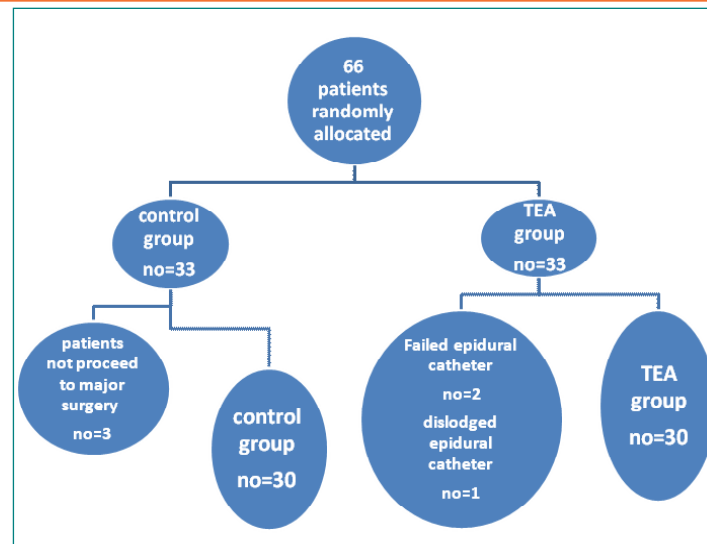 66
patients
randomly
allocated
control
group
no=33
TEA
group
no=33
patients
not proceed
to major
surgery
no=3
control
group
no=30
Failed epidural
catheter
no=2
dislodged
epidural
catheter
no=1
TEA
group
no=30